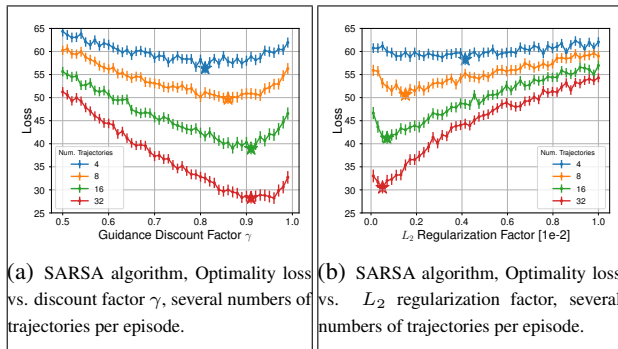 65
60
55
50
45
40
35
30
25
Loss
Num. Trajectories
4
8
16
32
0.5 0.6 0.7 0.8 0.9 1.0
Guidance Discount Factor γ
(a) SARSA algorithm, Optimality loss
vs. discount factor γ, several numbers of
trajectories per episode.
65
60
55
50
45
40
35
30
25
Loss
Num. Trajectories
4
8
16
32
0.0 0.2 0.4 0.6 0.8 1.0
L₂ Regularization Factor [1e-2]
(b) SARSA algorithm, Optimality loss
vs. L₂ regularization factor, several
numbers of trajectories per episode.